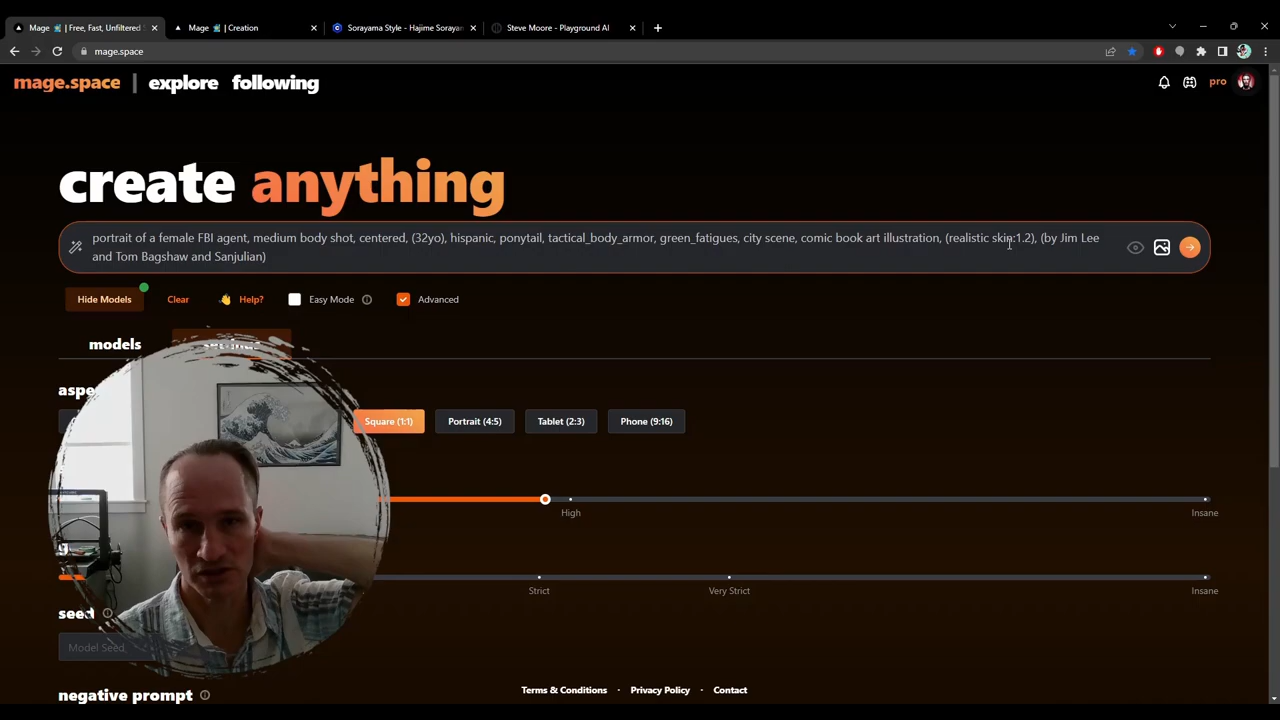 Mage | Free, Fast, Unfiltered
Mage | Creation
Sorayama Style - Hajime Soraya
Steve Moore - Playground AI
mage.space
mage.space | explore following
pro
create anything
portrait of a female FBI agent, medium body shot, centered, (32yo), hispanic, ponytail, tactical_body_armor, green_fatigues, city scene, comic book art illustration, (realistic skin:1.2), (by Jim Lee
and Tom Bagshaw and Sanjulian)
Hide Models Clear Help? Easy Mode Advanced
models
Square (1:1) Portrait (4:5) Tablet (2:3) Phone (9:16)
High Insane
Strict Very Strict Insane
seed
Model Seed
negative prompt
Terms & Conditions · Privacy Policy · Contact